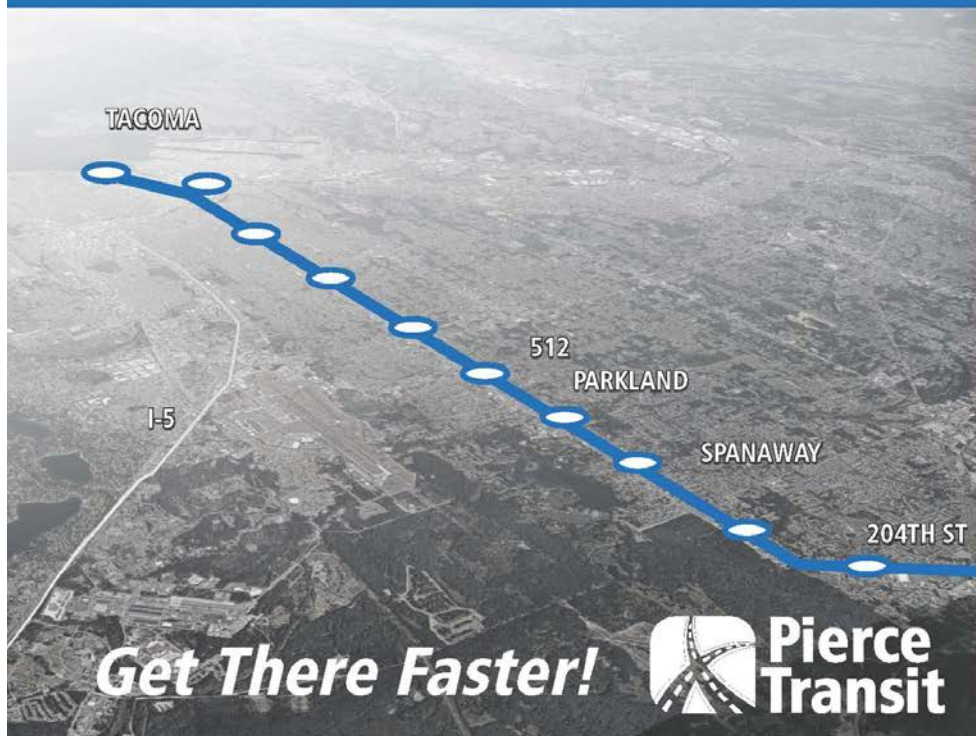 TACOMA
512
PARKLAND
I-5
SPANAWAY
204TH ST
Get There Faster!
Pierce
Transit